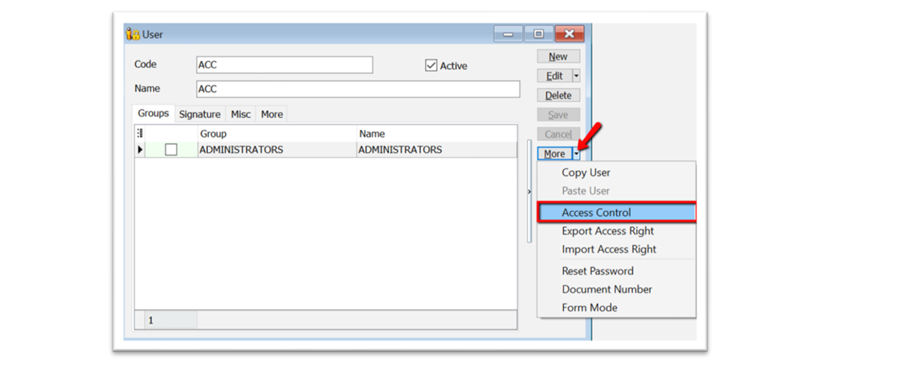 User
Code ACC Active
Name ACC
Groups Signature Misc More
Group Name
ADMINISTRATORS ADMINISTRATORS
1
New
Edit
Delete
Save
Cancel
More
Copy User
Paste User
Access Control
Export Access Right
Import Access Right
Reset Password
Document Number
Form Mode